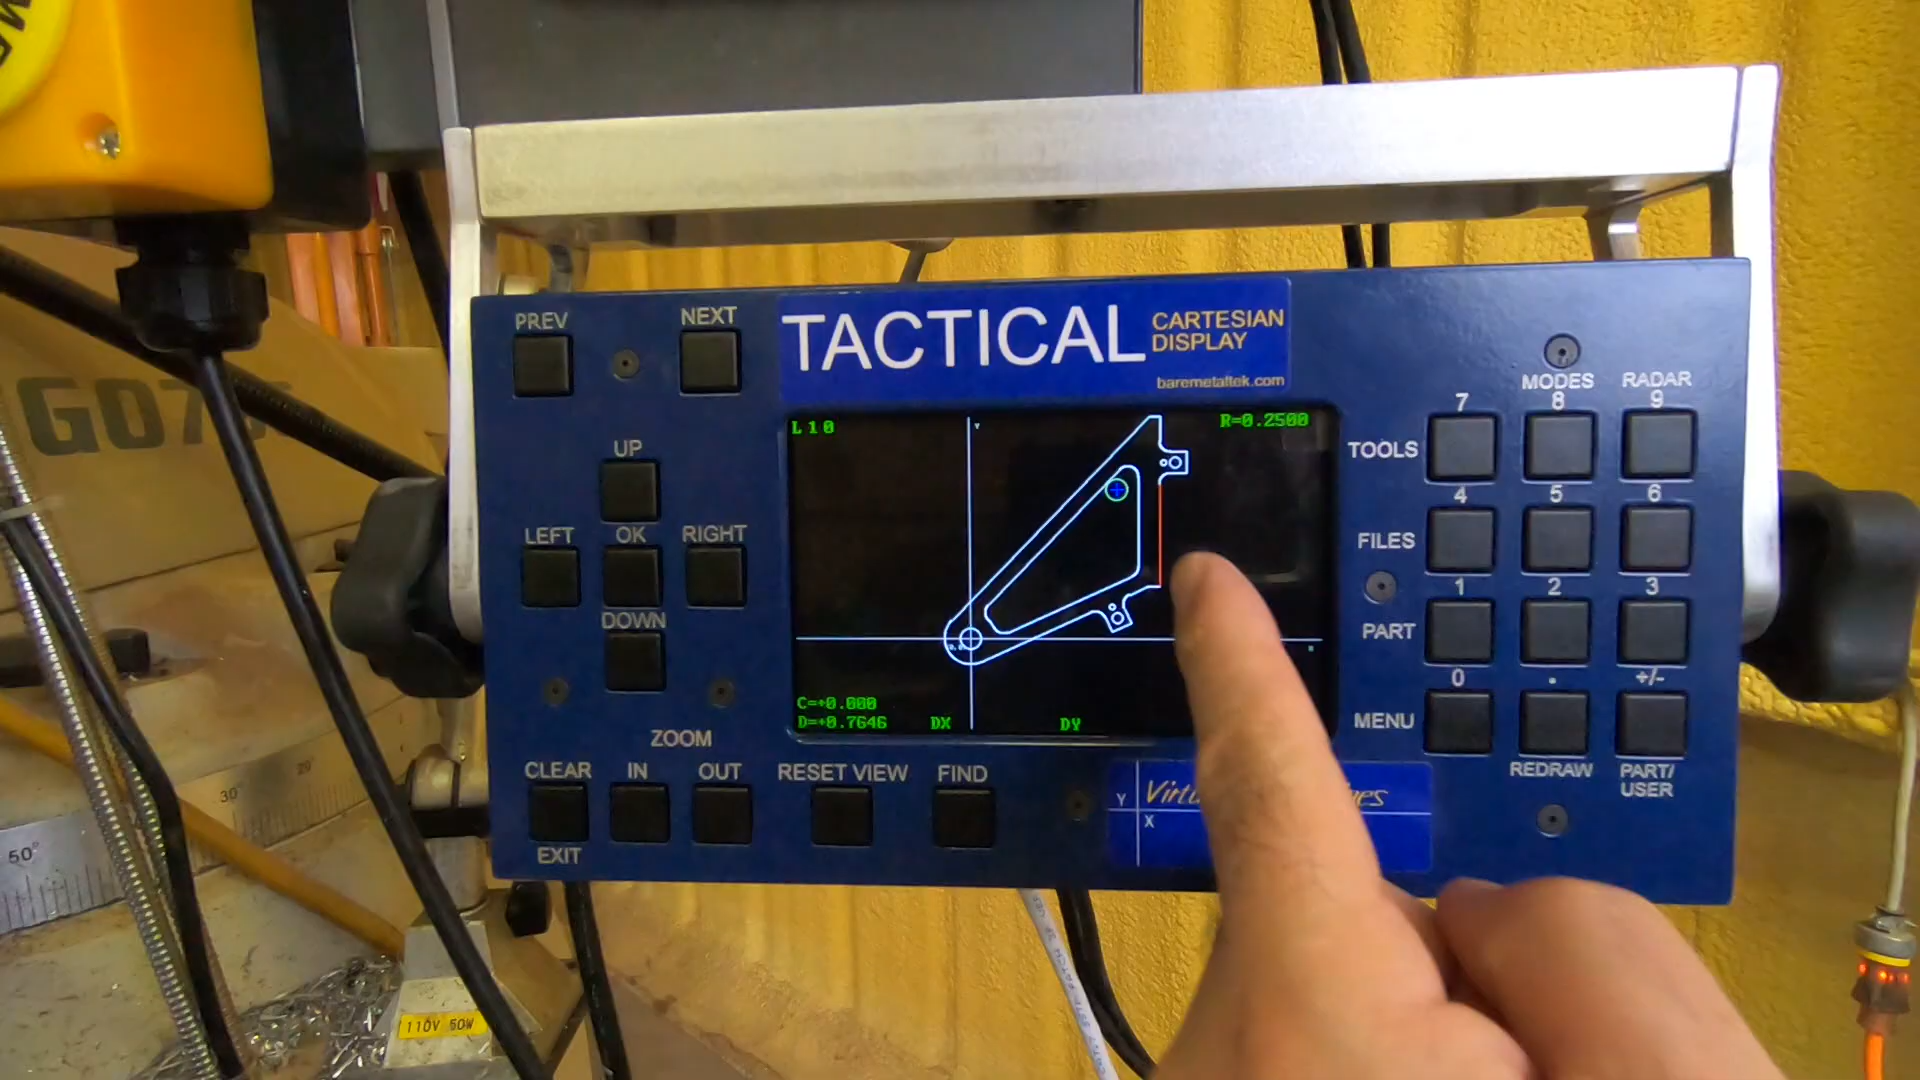 G07
PREV
NEXT
TACTICAL
CARTESIAN
DISPLAY
baremetaltek.com
MODES
RADAR
7
8
9
UP
L10
R=0.2500
TOOLS
4
5
6
LEFT
OK
RIGHT
FILES
1
2
3
DOWN
PART
0
.
+/-
C=+0.000
D=+0.7646
DX
DY
MENU
ZOOM
CLEAR
IN
OUT
RESET VIEW
FIND
REDRAW
PART/
USER
EXIT
Y
X
20°
30°
50°
110V 50W